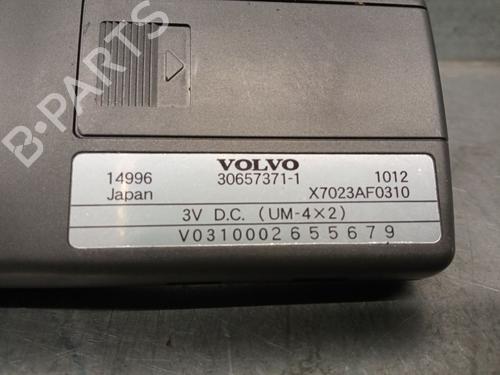 B-PARTS
VOLVO
14996 30657371-1 1012
Japan X7023AF0310
3V D.C. (UM-4×2)
V0310002655679